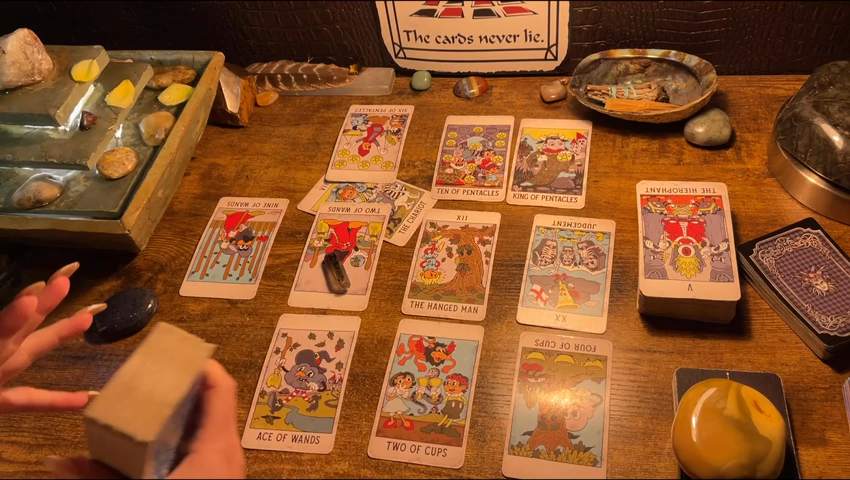 The cards never lie.
SIX OF PENTACLES
TEN OF PENTACLES
KING OF PENTACLES
THE HIEROPHANT
V
NINE OF WANDS
TWO OF WANDS
THE CHARIOT
XII
THE HANGED MAN
JUDGEMENT
XX
ACE OF WANDS
TWO OF CUPS
FOUR OF CUPS